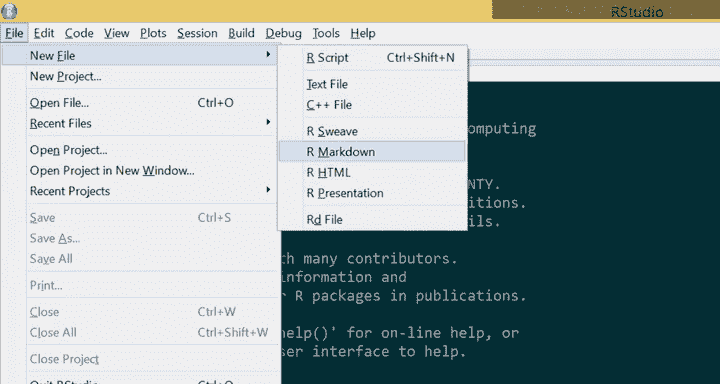 RStudio
File Edit Code View Plots Session Build Debug Tools Help
New File
New Project...
Open File... Ctrl+O
Recent Files
Open Project...
Open Project in New Window...
Recent Projects
Save Ctrl+S
Save As...
Save All
Print...
Close Ctrl+W
Close All Ctrl+Shift+W
Close Project
Quit RStudio Ctrl+Q
R Script Ctrl+Shift+N
Text File
C++ File
R Sweave
R Markdown
R HTML
R Presentation
Rd File
omputing
NTY.
itions.
ils.
th many contributors.
information and
r R packages in publications.
help()' for on-line help, or
ser interface to help.